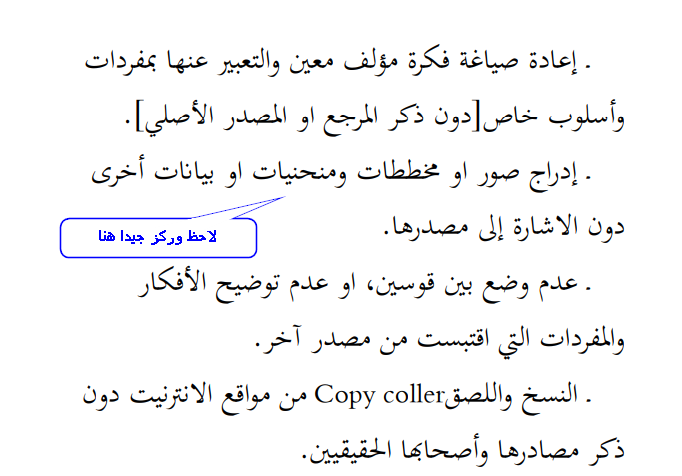 . إعادة صياغة فكرة مؤلف معين والتعبير عنها بمفردات
وأسلوب خاص[دون ذكر المرجع او المصدر الأصلي].
. إدراج صور او مخططات ومنحنيات او بيانات أخرى
دون الاشارة إلى مصدرها.
لاحظ وركز جيدا هنا
. عدم وضع بين قوسين، او عدم توضيح الأفكار
والمفردات التي اقتبست من مصدر آخر.
. النسخ واللصقCopy coller من مواقع الانترنيت دون
ذكر مصادرها وأصحابها الحقيقيين.